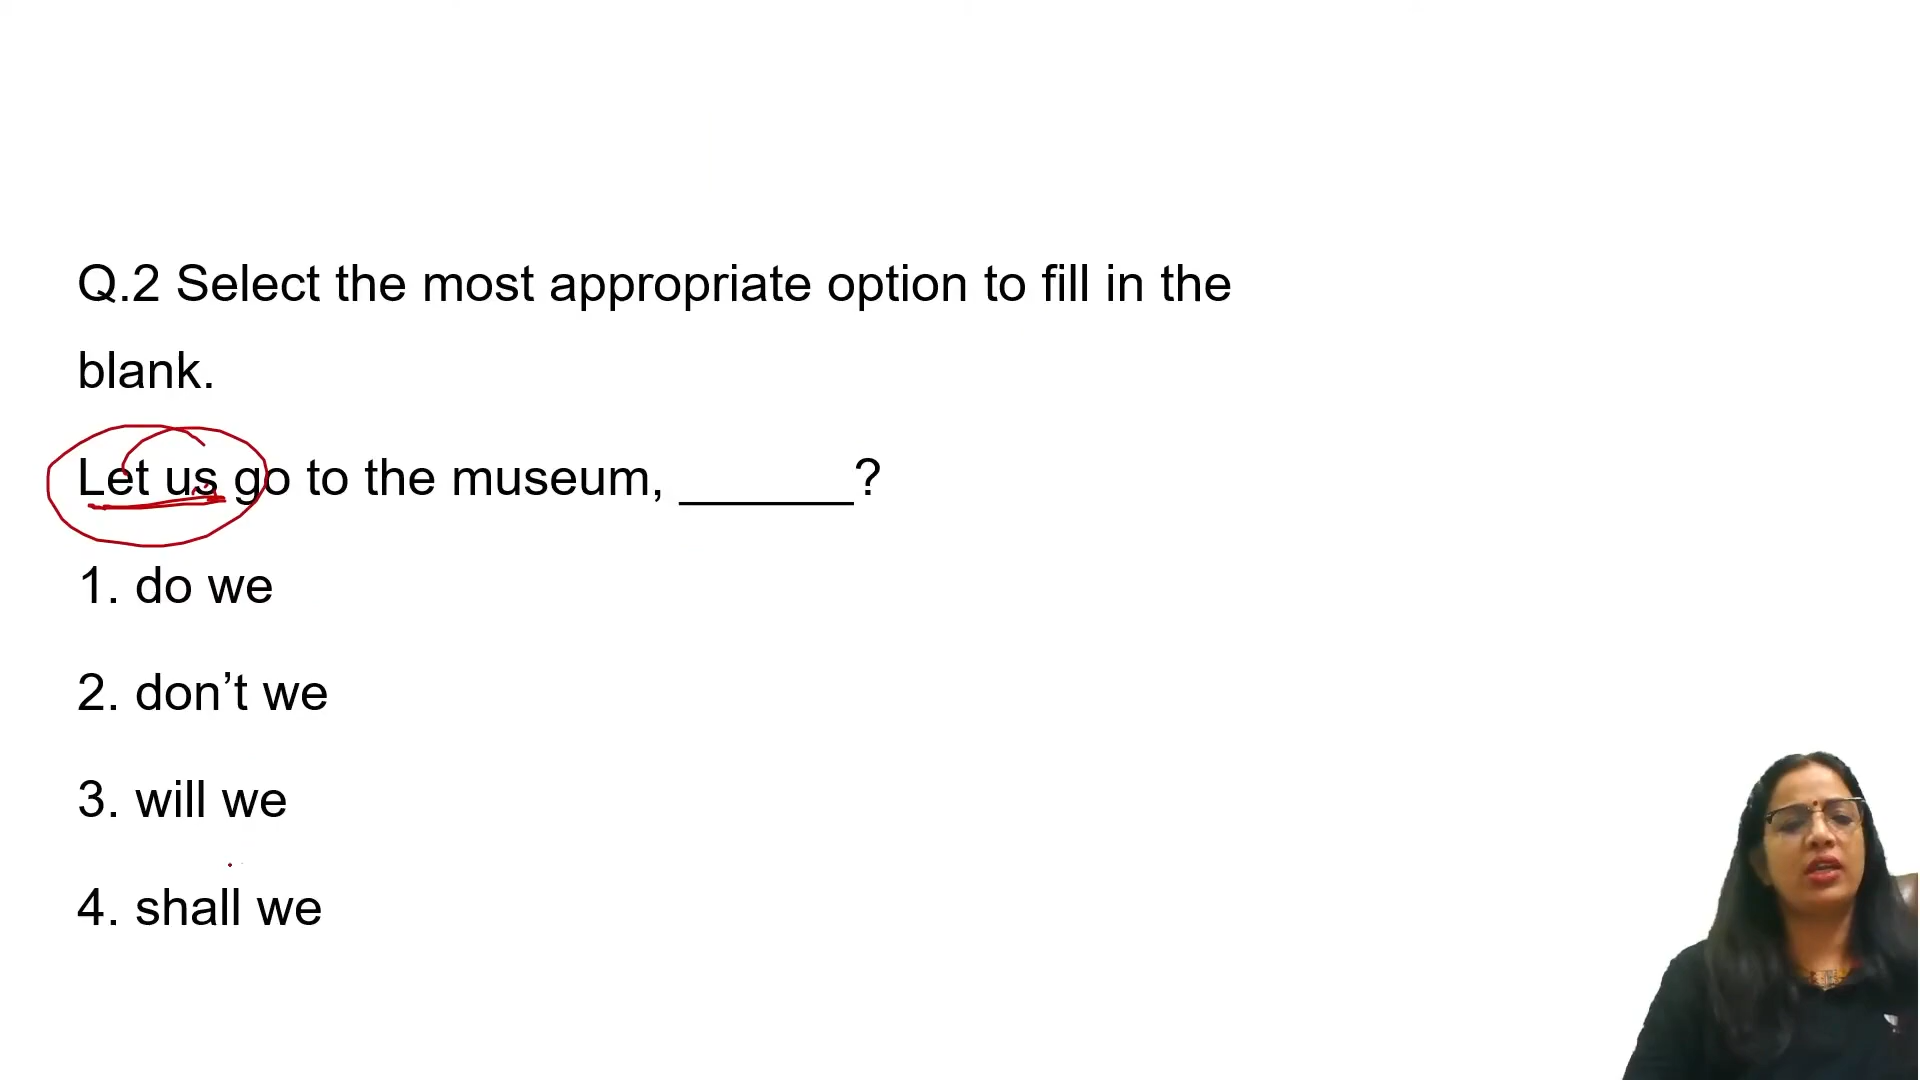 Q.2 Select the most appropriate option to fill in the
blank.
Let us go to the museum, _______?
1. do we
2. don’t we
3. will we
4. shall we